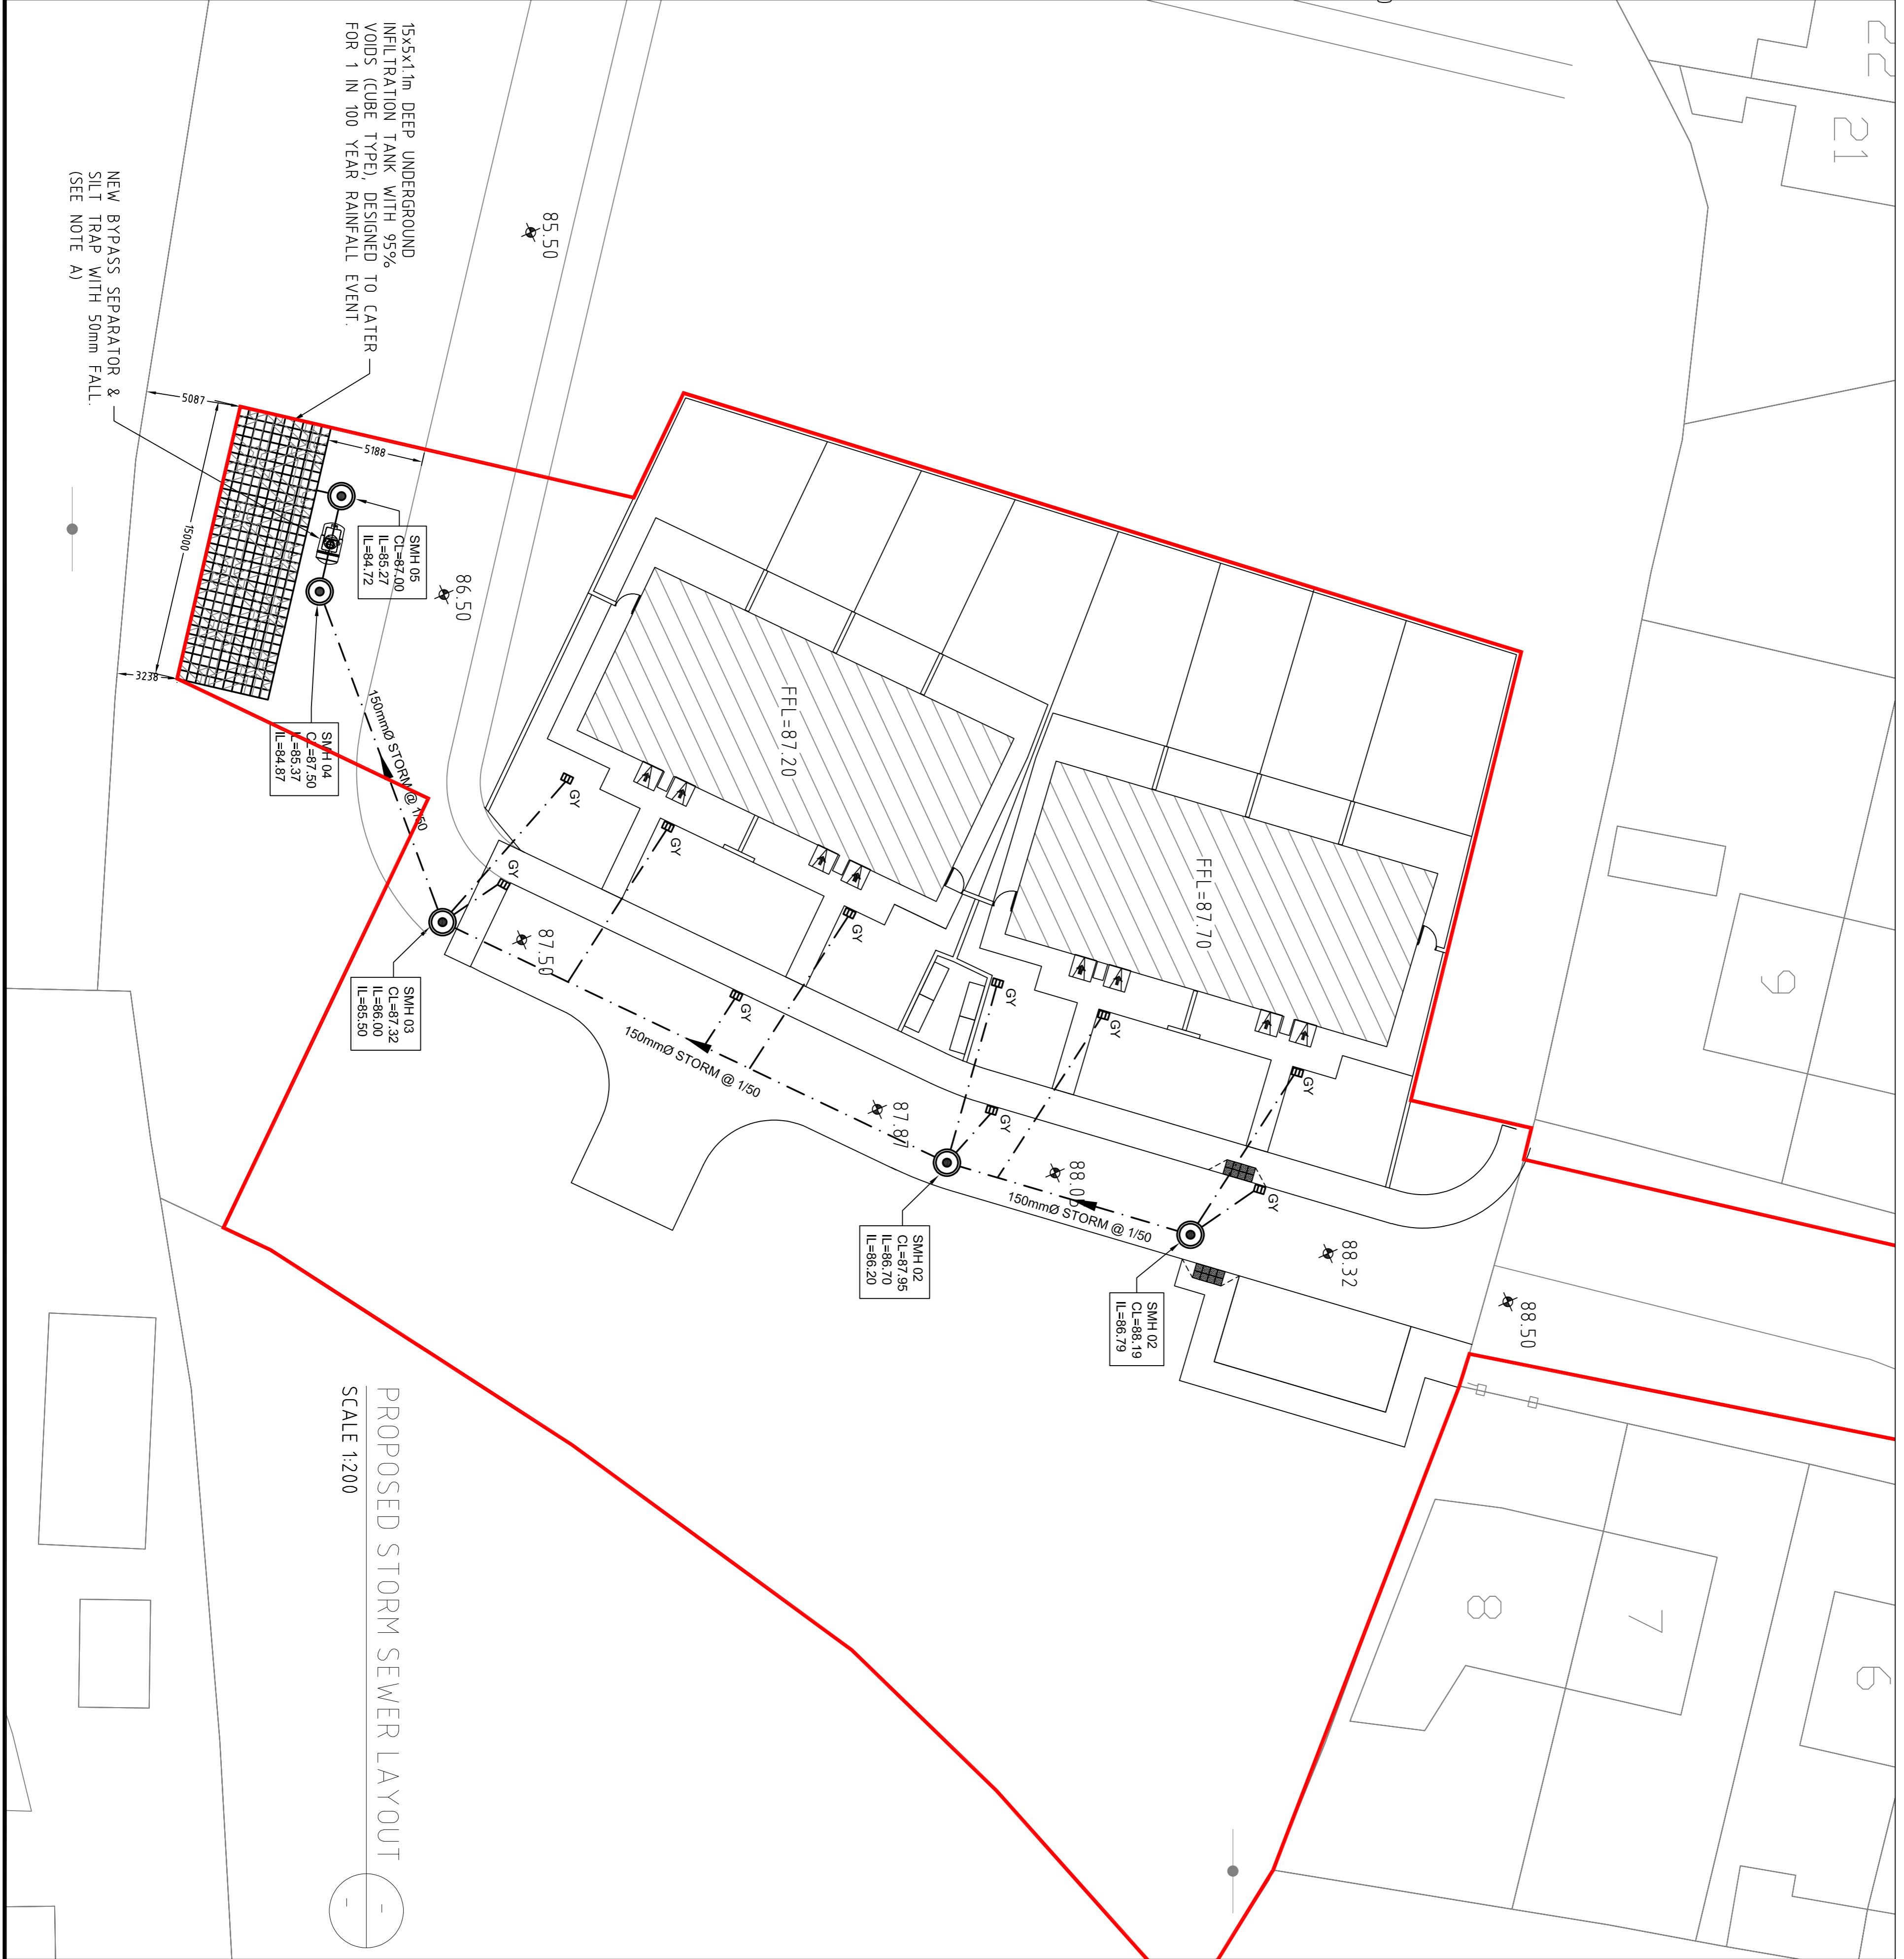 15x5x1.1m DEEP UNDERGROUND
INFILTRATION TANK WITH 95%
VOIDS (CUBE TYPE), DESIGNED TO CATER
FOR 1 IN 100 YEAR RAINFALL EVENT.
NEW BYPASS SEPARATOR &
SILT TRAP WITH 50mm FALL.
(SEE NOTE A)
85.50
86.50
5087
5188
15000
3238
SMH 05
CL=87.00
IL=85.27
IL=84.72
SMH 04
CL=87.50
IL=85.37
IL=84.87
150mmØ STORM @ 1/50
SMH 03
CL=87.32
IL=86.00
IL=85.50
87.50
150mmØ STORM @ 1/50
87.87
SMH 02
CL=87.95
IL=86.70
IL=86.20
150mmØ STORM @ 1/50
SMH 02
CL=88.19
IL=86.79
88.32
88.50
FFL=87.20
FFL=87.70
GY
GY
GY
GY
GY
GY
GY
GY
GY
GY
22
21
9
8
7
6
PROPOSED STORM SEWER LAYOUT
SCALE 1:200
-
-